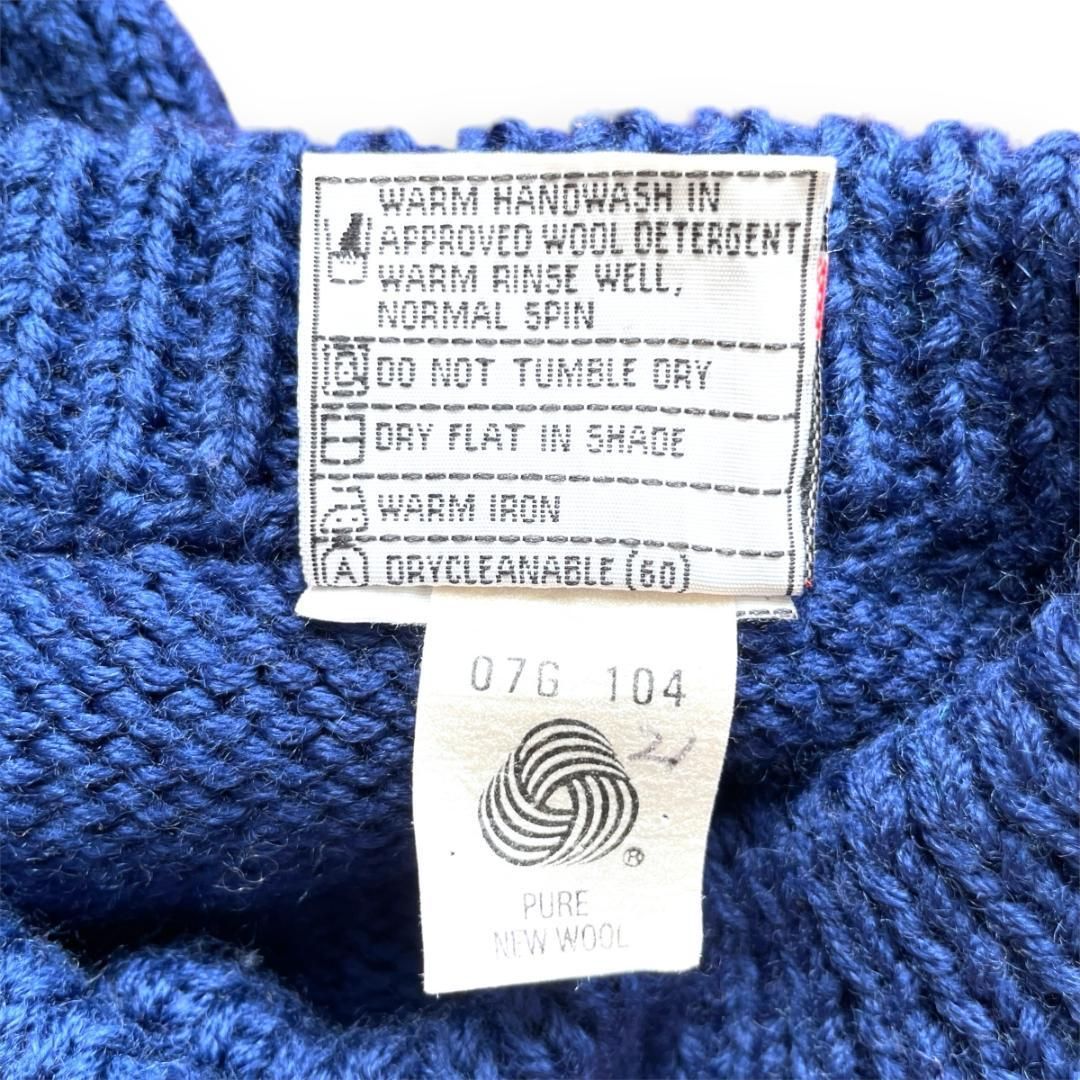 WARM HANDWASH IN
APPROVED WOOL DETERGENT
WARM RINSE WELL,
NORMAL SPIN
DO NOT TUMBLE DRY
DRY FLAT IN SHADE
WARM IRON
A DRYCLEANABLE (60)
07G 104
21
®
PURE
NEW WOOL